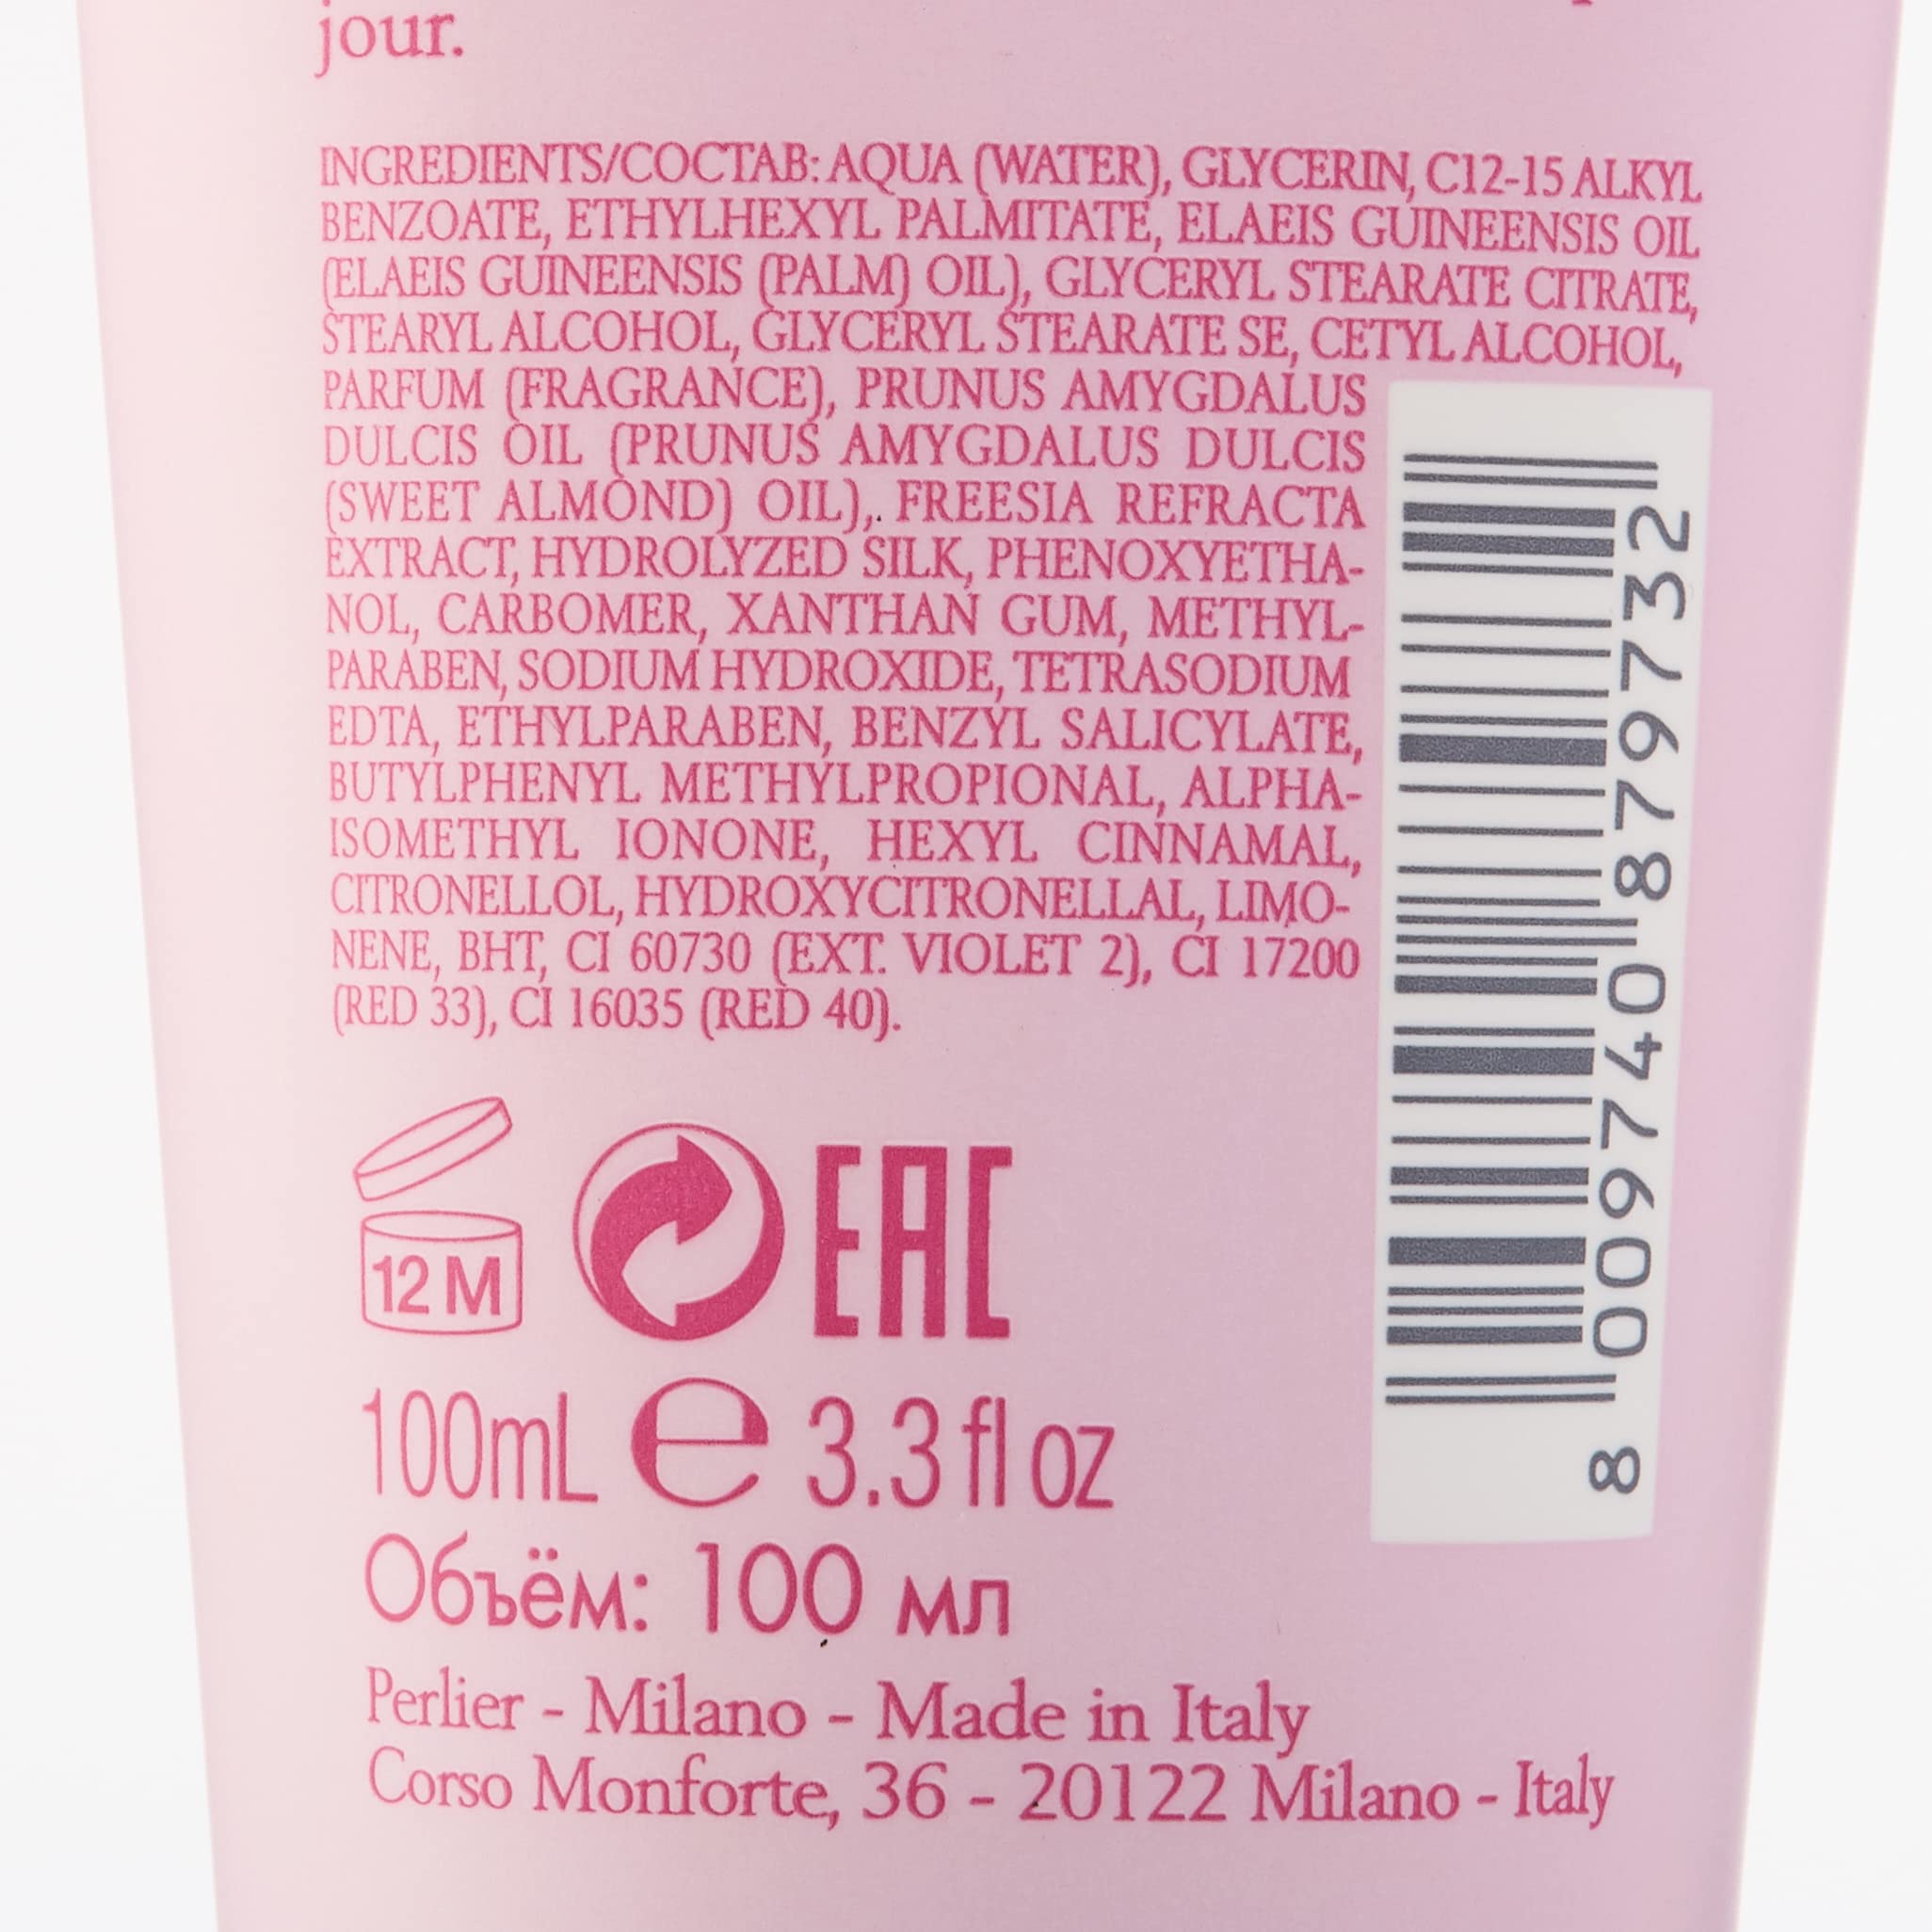 jour.
INGREDIENTS/СОСТАВ: AQUA (WATER), GLYCERIN, C12-15 ALKYL
BENZOATE, ETHYLHEXYL PALMITATE, ELAEIS GUINEENSIS OIL
(ELAEIS GUINEENSIS (PALM) OIL), GLYCERYL STEARATE CITRATE,
STEARYL ALCOHOL, GLYCERYL STEARATE SE, CETYL ALCOHOL,
PARFUM (FRAGRANCE), PRUNUS AMYGDALUS
DULCIS OIL (PRUNUS AMYGDALUS DULCIS
(SWEET ALMOND) OIL), FREESIA REFRACTA
EXTRACT, HYDROLYZED SILK, PHENOXYETHA-
NOL, CARBOMER, XANTHAN GUM, METHYL-
PARABEN, SODIUM HYDROXIDE, TETRASODIUM
EDTA, ETHYLPARABEN, BENZYL SALICYLATE,
BUTYLPHENYL METHYLPROPIONAL, ALPHA-
ISOMETHYL IONONE, HEXYL CINNAMAL,
CITRONELLOL, HYDROXYCITRONELLAL, LIMO-
NENE, BHT, CI 60730 (EXT. VIOLET 2), CI 17200
(RED 33), CI 16035 (RED 40).
8 009740 879732
12 M
EAC
100mL e 3.3 fl oz
Объём: 100 мл
Perlier - Milano - Made in Italy
Corso Monforte, 36 - 20122 Milano - Italy